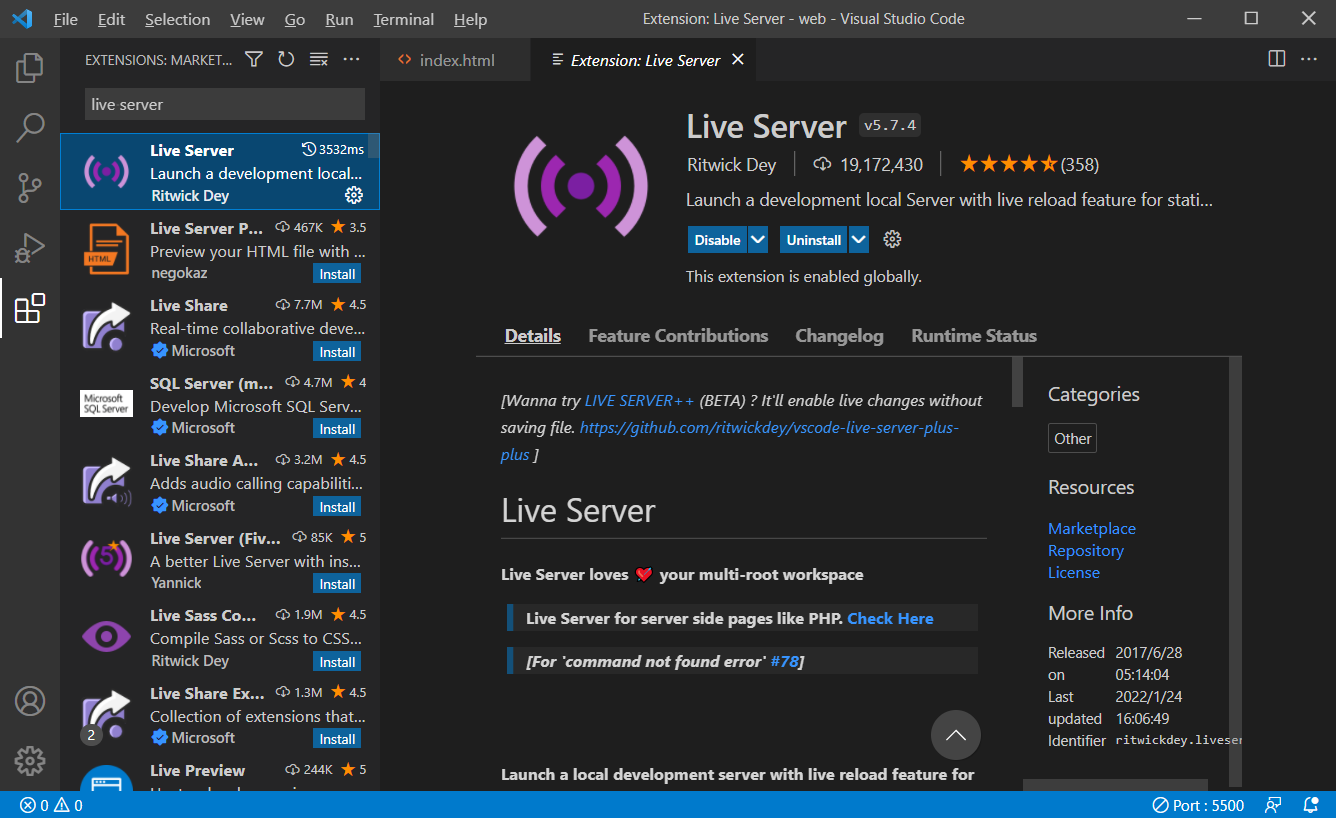 File Edit Selection View Go Run Terminal Help Extension: Live Server - web - Visual Studio Code
EXTENSIONS: MARKET...
index.html
Extension: Live Server
live server
Live Server 3532ms
Launch a development local...
Ritwick Dey
Live Server P... 467K 3.5
Preview your HTML file with ...
negokaz Install
HTML
Live Share 7.7M 4.5
Real-time collaborative deve...
Microsoft Install
SQL Server (m... 4.7M 4
Develop Microsoft SQL Serv...
Microsoft Install
Microsoft
SQL Server
Live Share A... 3.2M 4.5
Adds audio calling capabiliti...
Microsoft Install
Live Server (Fiv... 85K 5
A better Live Server with ins...
Yannick Install
5
Live Sass Co... 1.9M 4.5
Compile Sass or Scss to CSS...
Ritwick Dey Install
Live Share Ex... 1.3M 4.5
Collection of extensions that...
Microsoft Install
2
Live Preview 244K 5
Live Server v5.7.4
Ritwick Dey 19,172,430 (358)
Launch a development local Server with live reload feature for stati...
Disable Uninstall
This extension is enabled globally.
Details Feature Contributions Changelog Runtime Status
[Wanna try LIVE SERVER++ (BETA) ? It'll enable live changes without
saving file. https://github.com/ritwickdey/vscode-live-server-plus-
plus ]
Live Server
Live Server loves your multi-root workspace
Live Server for server side pages like PHP. Check Here
[For 'command not found error' #78]
Launch a local development server with live reload feature for
Categories
Other
Resources
Marketplace
Repository
License
More Info
Released 2017/6/28
on 05:14:04
Last 2022/1/24
updated 16:06:49
Identifier ritwickdey.liveser
0 0 Port : 5500